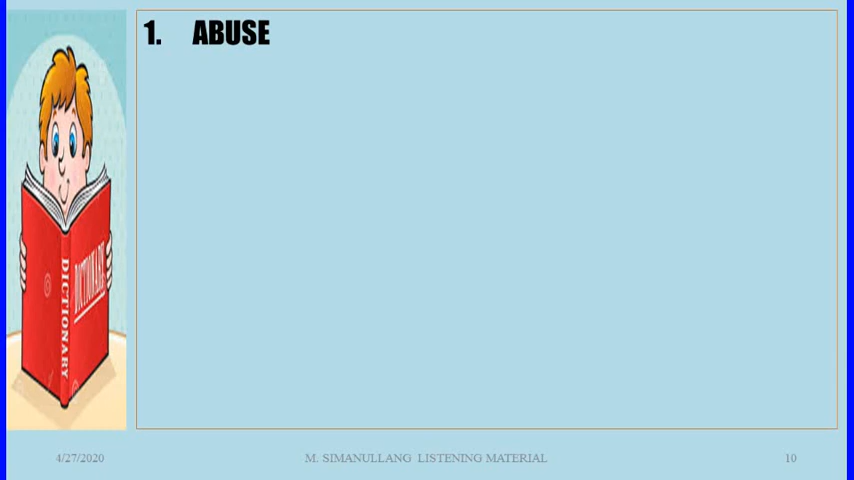 1. ABUSE
DICTIONARY
DICTIONARY
4/27/2020
M. SIMANULLANG LISTENING MATERIAL
10